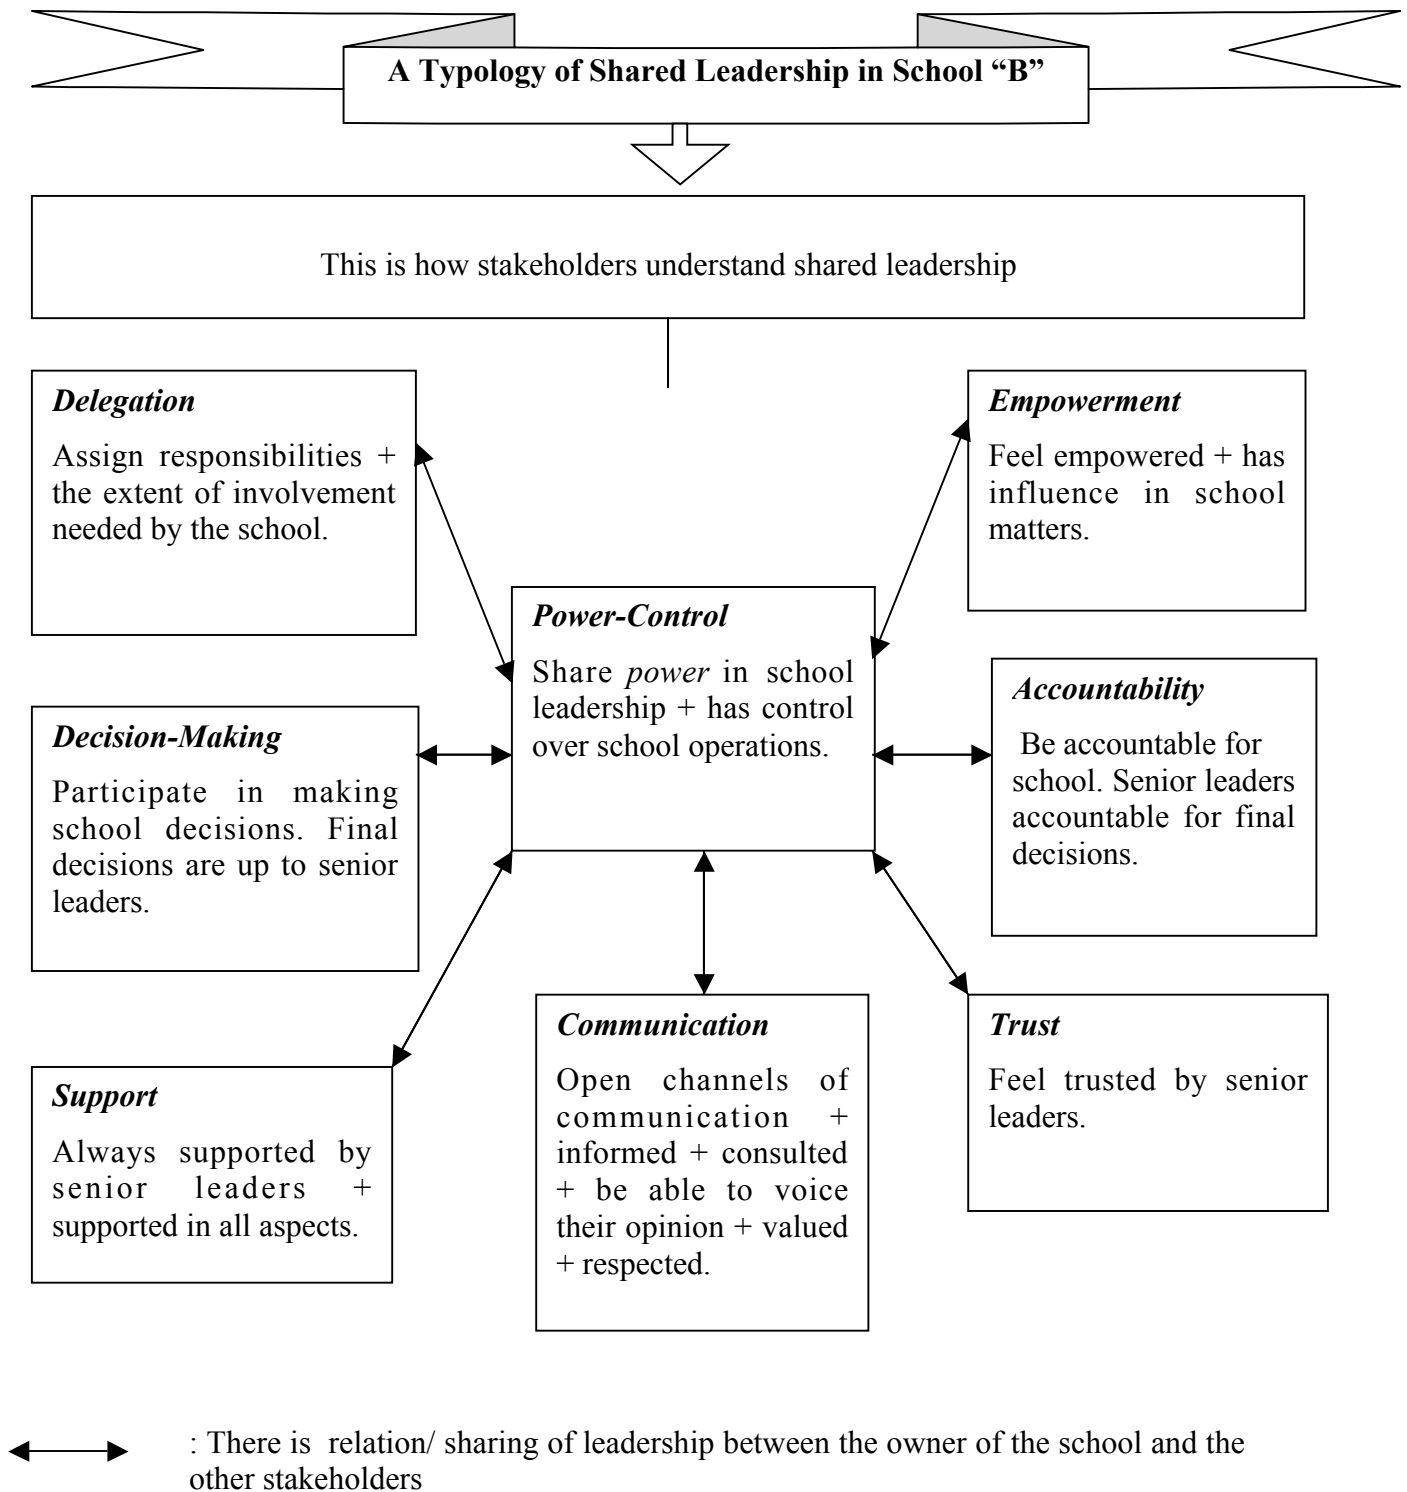 A Typology of Shared Leadership in School “B”
This is how stakeholders understand shared leadership
Delegation
Assign responsibilities +
the extent of involvement
needed by the school.
Empowerment
Feel empowered + has
influence in school
matters.
Power-Control
Share power in school
leadership + has control
over school operations.
Decision-Making
Participate in making
school decisions. Final
decisions are up to senior
leaders.
Accountability
Be accountable for
school. Senior leaders
accountable for final
decisions.
Support
Always supported by
senior leaders +
supported in all aspects.
Communication
Open channels of
communication +
informed + consulted
+ be able to voice
their opinion + valued
+ respected.
Trust
Feel trusted by senior
leaders.
: There is relation/ sharing of leadership between the owner of the school and the
other stakeholders